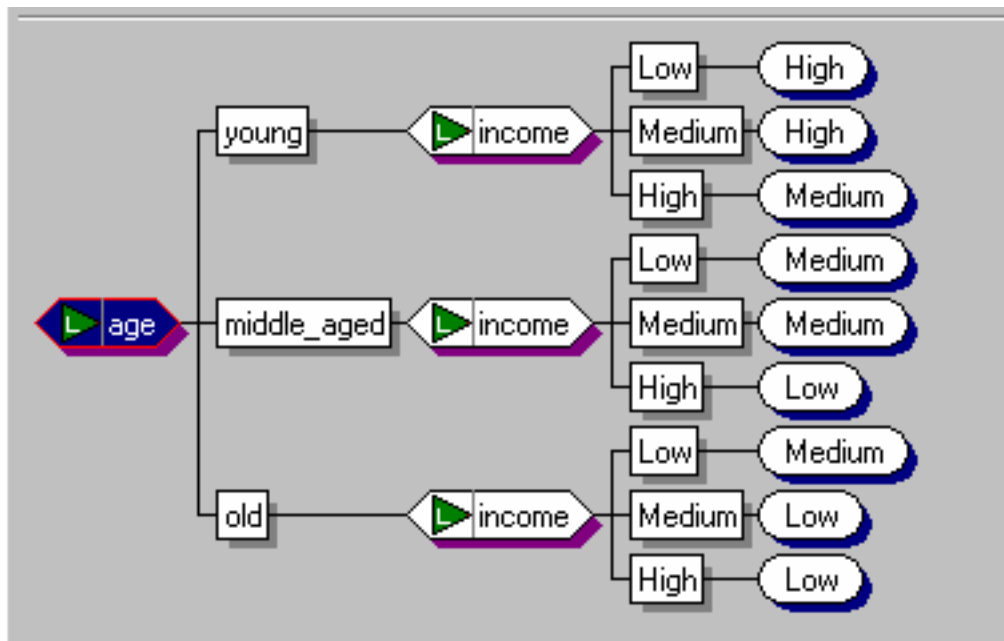 Low High
young L income Medium High
High Medium
Low Medium
L age middle_aged L income Medium Medium
High Low
Low Medium
old L income Medium Low
High Low